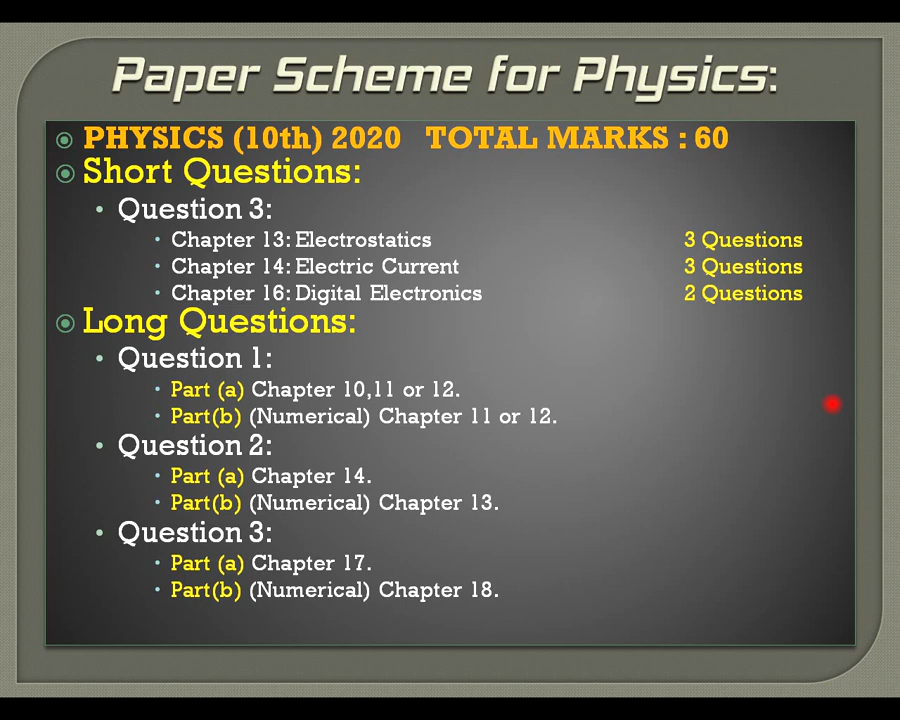 Paper Scheme for Physics:
PHYSICS (10th) 2020 TOTAL MARKS : 60
Short Questions:
Question 3:
Chapter 13: Electrostatics 3 Questions
Chapter 14: Electric Current 3 Questions
Chapter 16: Digital Electronics 2 Questions
Long Questions:
Question 1:
Part (a) Chapter 10,11 or 12.
Part(b) (Numerical) Chapter 11 or 12.
Question 2:
Part (a) Chapter 14.
Part(b) (Numerical) Chapter 13.
Question 3:
Part (a) Chapter 17.
Part(b) (Numerical) Chapter 18.